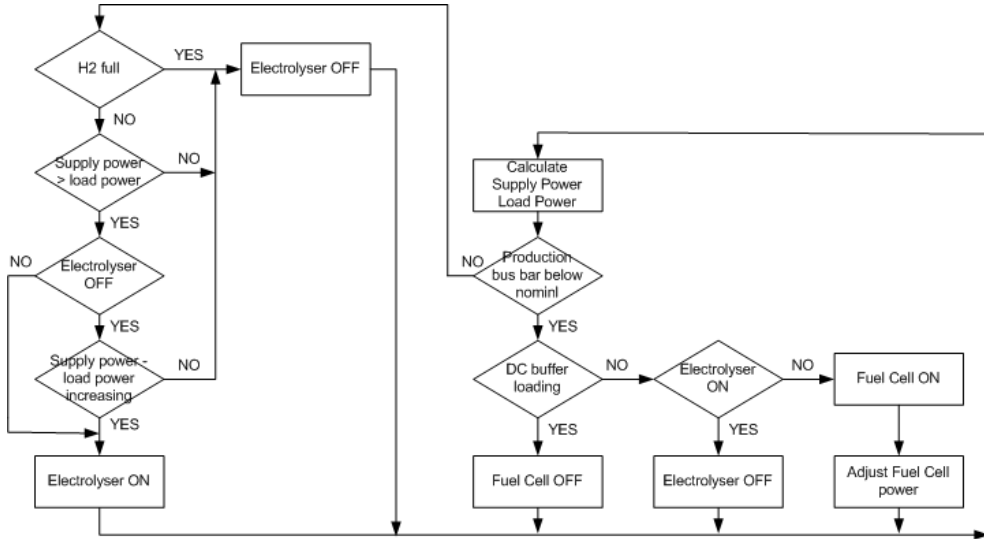 H2 full
YES
Electrolyser OFF
NO
Supply power
> load power
NO
YES
Electrolyser
OFF
NO
YES
Supply power -
load power
increasing
NO
YES
Electrolyser ON
Calculate
Supply Power
Load Power
Production
bus bar below
nominl
NO
YES
DC buffer
loading
NO
YES
Fuel Cell OFF
Electrolyser
ON
NO
YES
Electrolyser OFF
Fuel Cell ON
Adjust Fuel Cell
power